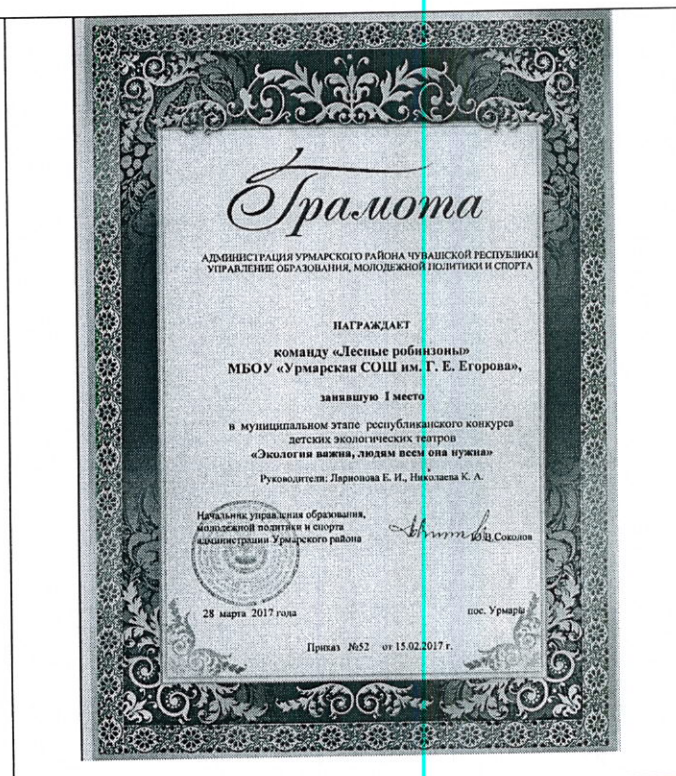 Грамота
АДМИНИСТРАЦИЯ УРМАРСКОГО РАЙОНА ЧУВАШСКОЙ РЕСПУБЛИКИ
УПРАВЛЕНИЕ ОБРАЗОВАНИЯ, МОЛОДЕЖНОЙ ПОЛИТИКИ И СПОРТА
НАГРАЖДАЕТ
команду «Лесные робинзоны»
МБОУ «Урмарская СОШ им. Г. Е. Егорова»,
занявшую I место
в муниципальном этапе республиканского конкурса
детских экологических театров
«Экология важна, людям всем она нужна»
Руководители: Ларионова Е. И., Николаева К. А.
Начальник управления образования,
молодежной политики и спорта
администрации Урмарского района
Ю.В.Соколов
28 марта 2017 года
пос. Урмары
Приказ №52 от 15.02.2017 г.